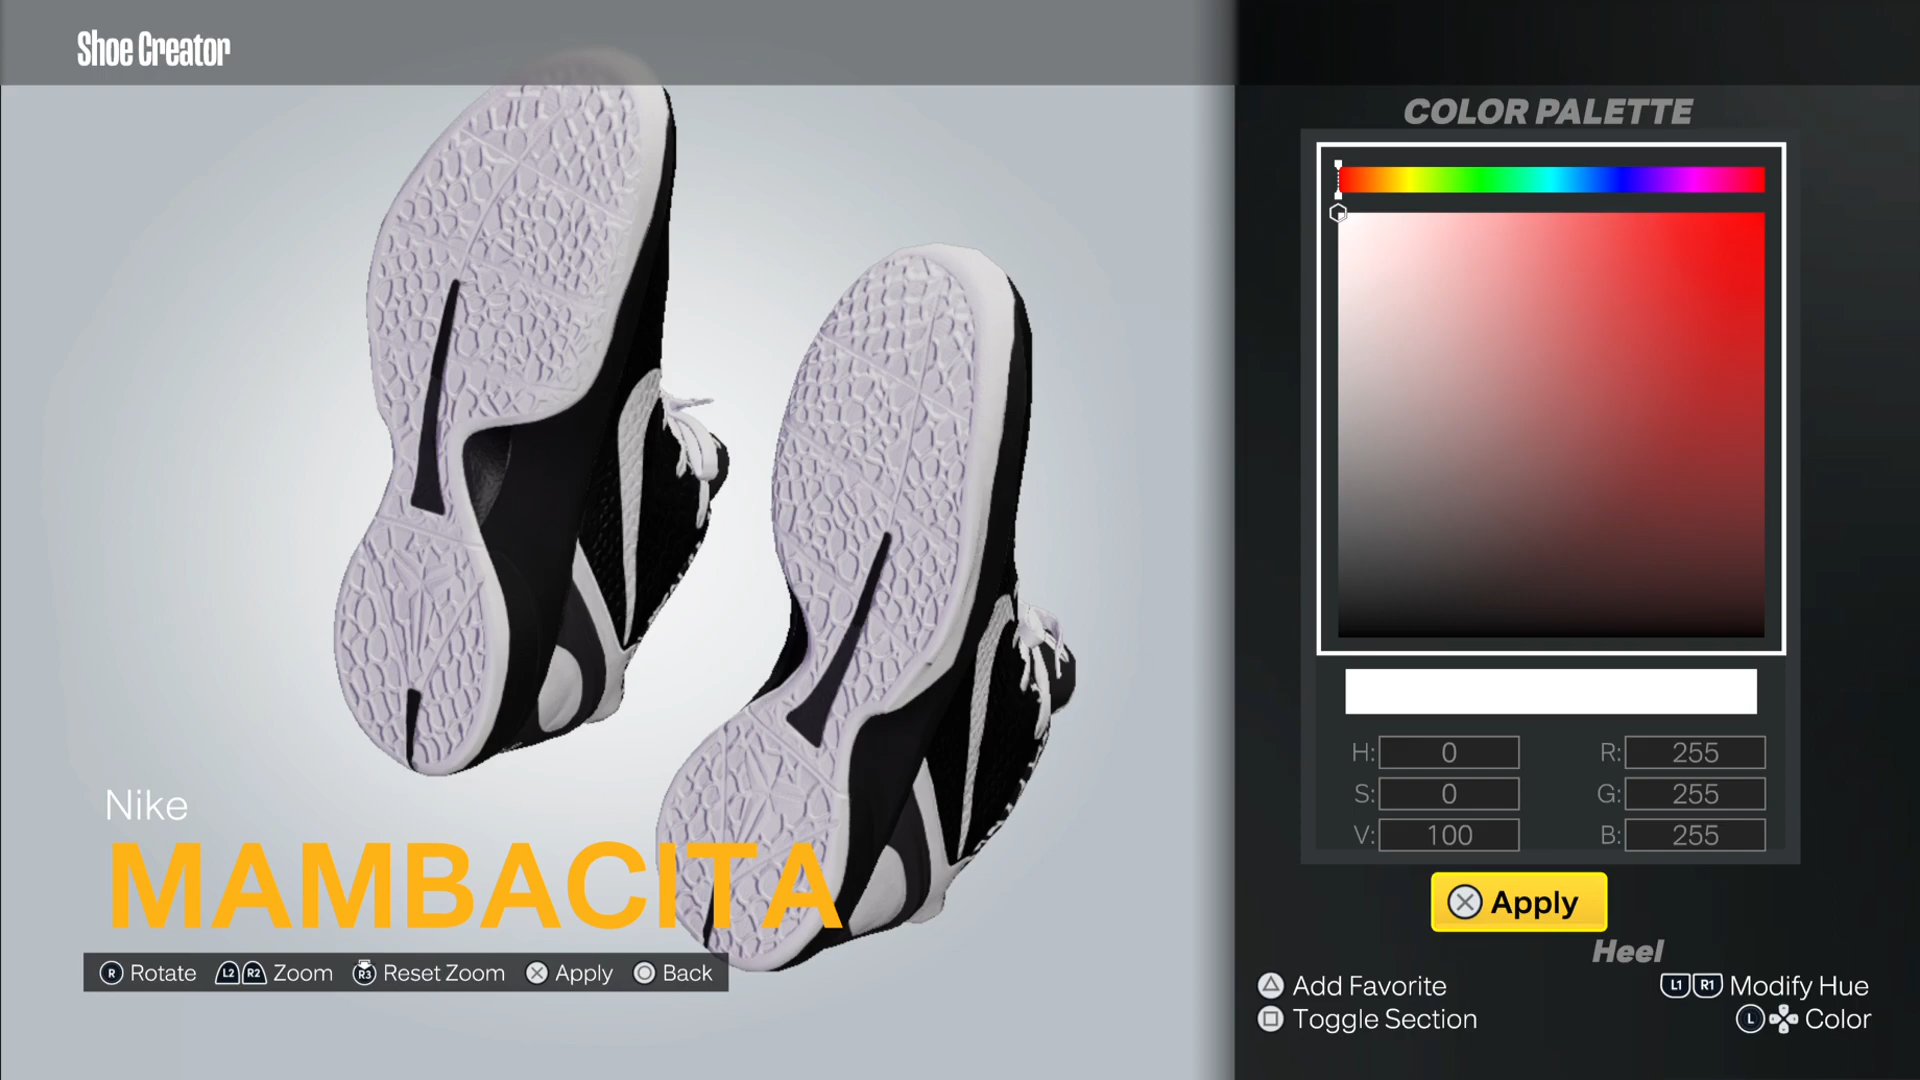 Shoe Creator
COLOR PALETTE
H: 0
R: 255
S: 0
G: 255
V: 100
B: 255
Apply
Heel
Nike
MAMBACITA
R Rotate L2 R2 Zoom R3 Reset Zoom Apply Back
Add Favorite
L1 R1 Modify Hue
Toggle Section
L Color